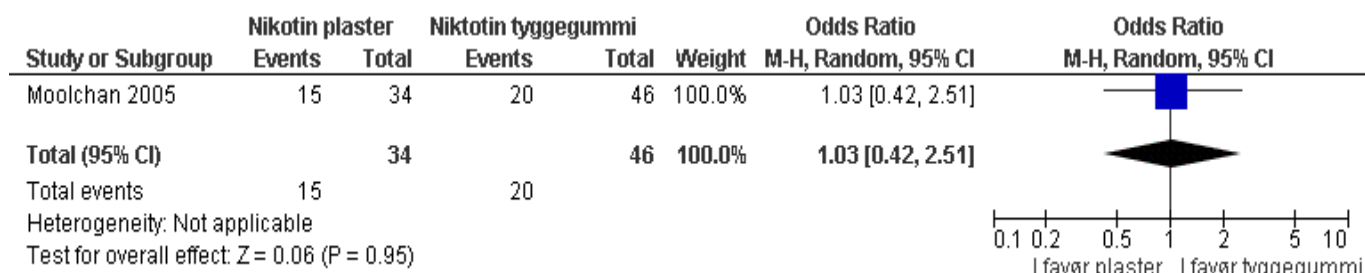 Nikotin plaster Niktotin tyggegummi Odds Ratio Odds Ratio
Study or Subgroup Events Total Events Total Weight M-H, Random, 95% CI M-H, Random, 95% CI
Moolchan 2005 15 34 20 46 100.0% 1.03 [0.42, 2.51]
Total (95% CI) 34 46 100.0% 1.03 [0.42, 2.51]
Total events 15 20
Heterogeneity: Not applicable
Test for overall effect: Z = 0.06 (P = 0.95)
0.1 0.2 0.5 1 2 5 10
I favør plaster I favør tyggegummi